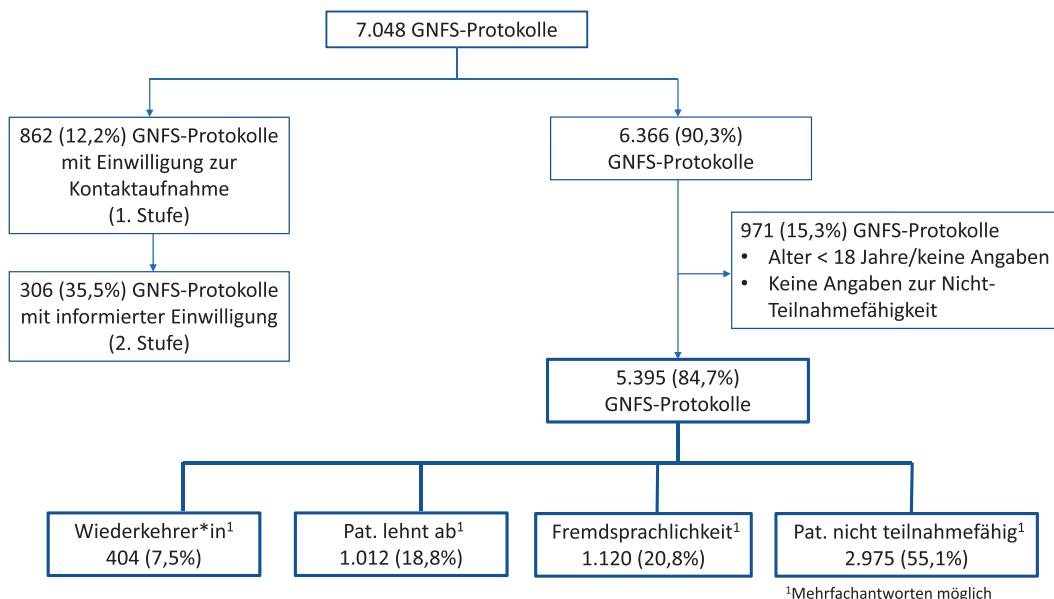 7.048 GNFS-Protokolle
862 (12,2%) GNFS-Protokolle
mit Einwilligung zur
Kontaktaufnahme
(1. Stufe)
6.366 (90,3%)
GNFS-Protokolle
971 (15,3%) GNFS-Protokolle
• Alter < 18 Jahre/keine Angaben
• Keine Angaben zur Nicht-
Teilnahmefähigkeit
306 (35,5%) GNFS-Protokolle
mit informierter Einwilligung
(2. Stufe)
5.395 (84,7%)
GNFS-Protokolle
Wiederkehrer*in¹
404 (7,5%)
Pat. lehnt ab¹
1.012 (18,8%)
Fremdsprachlichkeit¹
1.120 (20,8%)
Pat. nicht teilnahmefähig¹
2.975 (55,1%)
¹Mehrfachantworten möglich